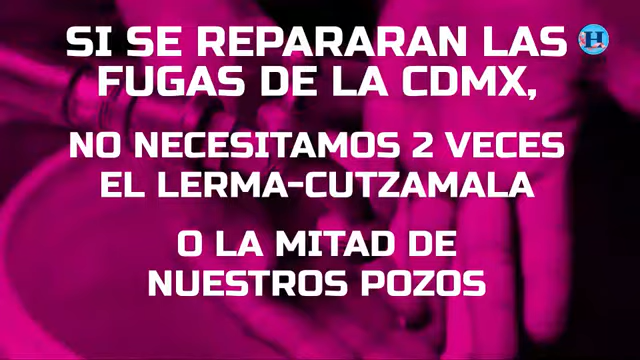 SI SE REPARARAN LAS
FUGAS DE LA CDMX,
NO NECESITAMOS 2 VECES
EL LERMA-CUTZAMALA
O LA MITAD DE
NUESTROS POZOS
H